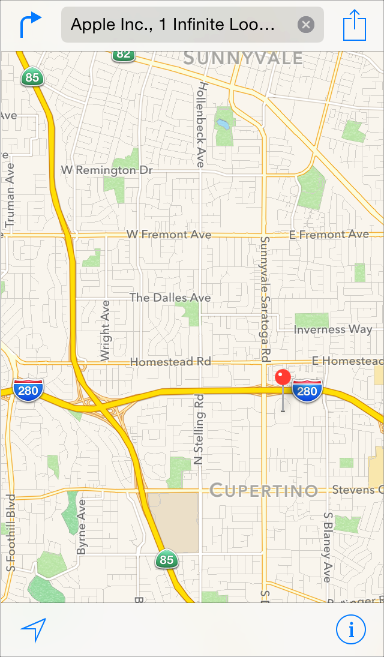 Apple Inc., 1 Infinite Loo…
82
SUNNYVALE
85
Hollenbeck Ave
Ave
W Remington Dr
Truman Ave
W Fremont Ave
E Fremont Ave
Sunnyvale Saratoga Rd
The Dalles Ave
Wright Ave
Inverness Way
Homestead Rd
E Homestead
280
280
N Stelling Rd
CUPERTINO
Stevens C
S Foothill Blvd
Byrne Ave
S Blaney Ave
85